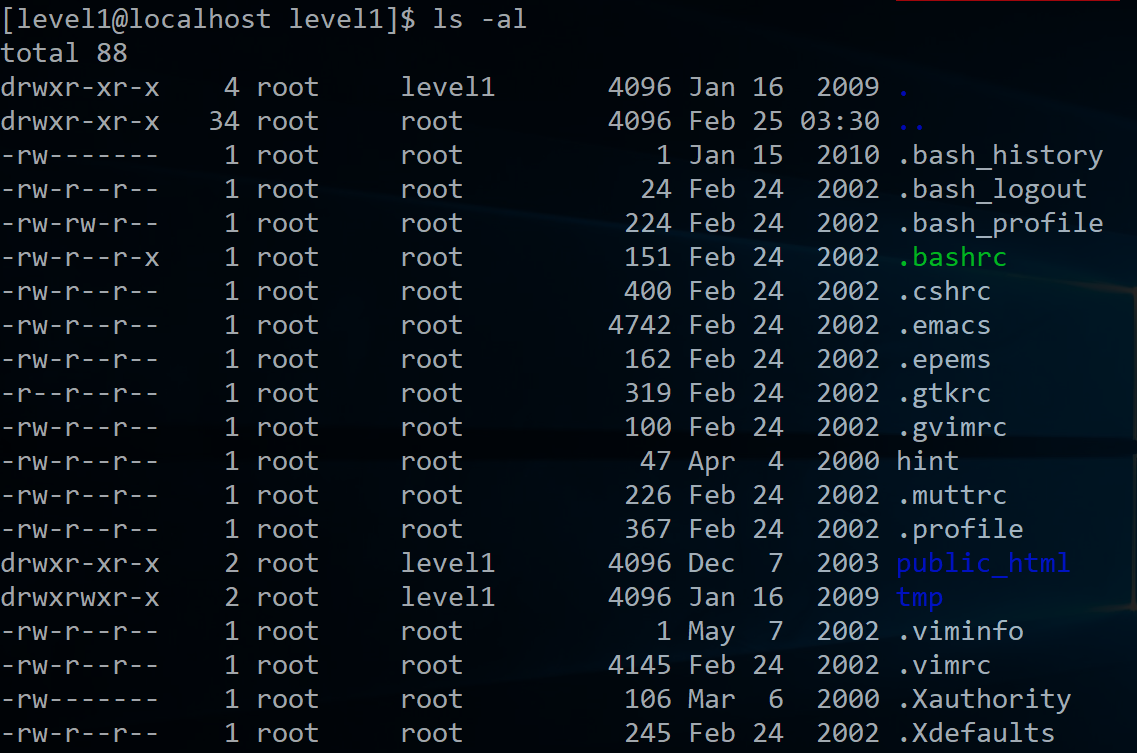 [level1@localhost level1]$ ls -al
total 88
drwxr-xr-x    4 root     level1       4096 Jan 16  2009 .
drwxr-xr-x   34 root     root         4096 Feb 25 03:30 ..
-rw-------    1 root     root            1 Jan 15  2010 .bash_history
-rw-r--r--    1 root     root           24 Feb 24  2002 .bash_logout
-rw-rw-r--    1 root     root          224 Feb 24  2002 .bash_profile
-rw-r--r-x    1 root     root          151 Feb 24  2002 .bashrc
-rw-r--r--    1 root     root          400 Feb 24  2002 .cshrc
-rw-r--r--    1 root     root         4742 Feb 24  2002 .emacs
-rw-r--r--    1 root     root          162 Feb 24  2002 .epems
-r--r--r--    1 root     root          319 Feb 24  2002 .gtkrc
-rw-r--r--    1 root     root          100 Feb 24  2002 .gvimrc
-rw-r--r--    1 root     root           47 Apr  4  2000 hint
-rw-r--r--    1 root     root          226 Feb 24  2002 .muttrc
-rw-r--r--    1 root     root          367 Feb 24  2002 .profile
drwxr-xr-x    2 root     level1       4096 Dec  7  2003 public_html
drwxrwxr-x    2 root     level1       4096 Jan 16  2009 tmp
-rw-r--r--    1 root     root            1 May  7  2002 .viminfo
-rw-r--r--    1 root     root         4145 Feb 24  2002 .vimrc
-rw-------    1 root     root          106 Mar  6  2000 .Xauthority
-rw-r--r--    1 root     root          245 Feb 24  2002 .Xdefaults